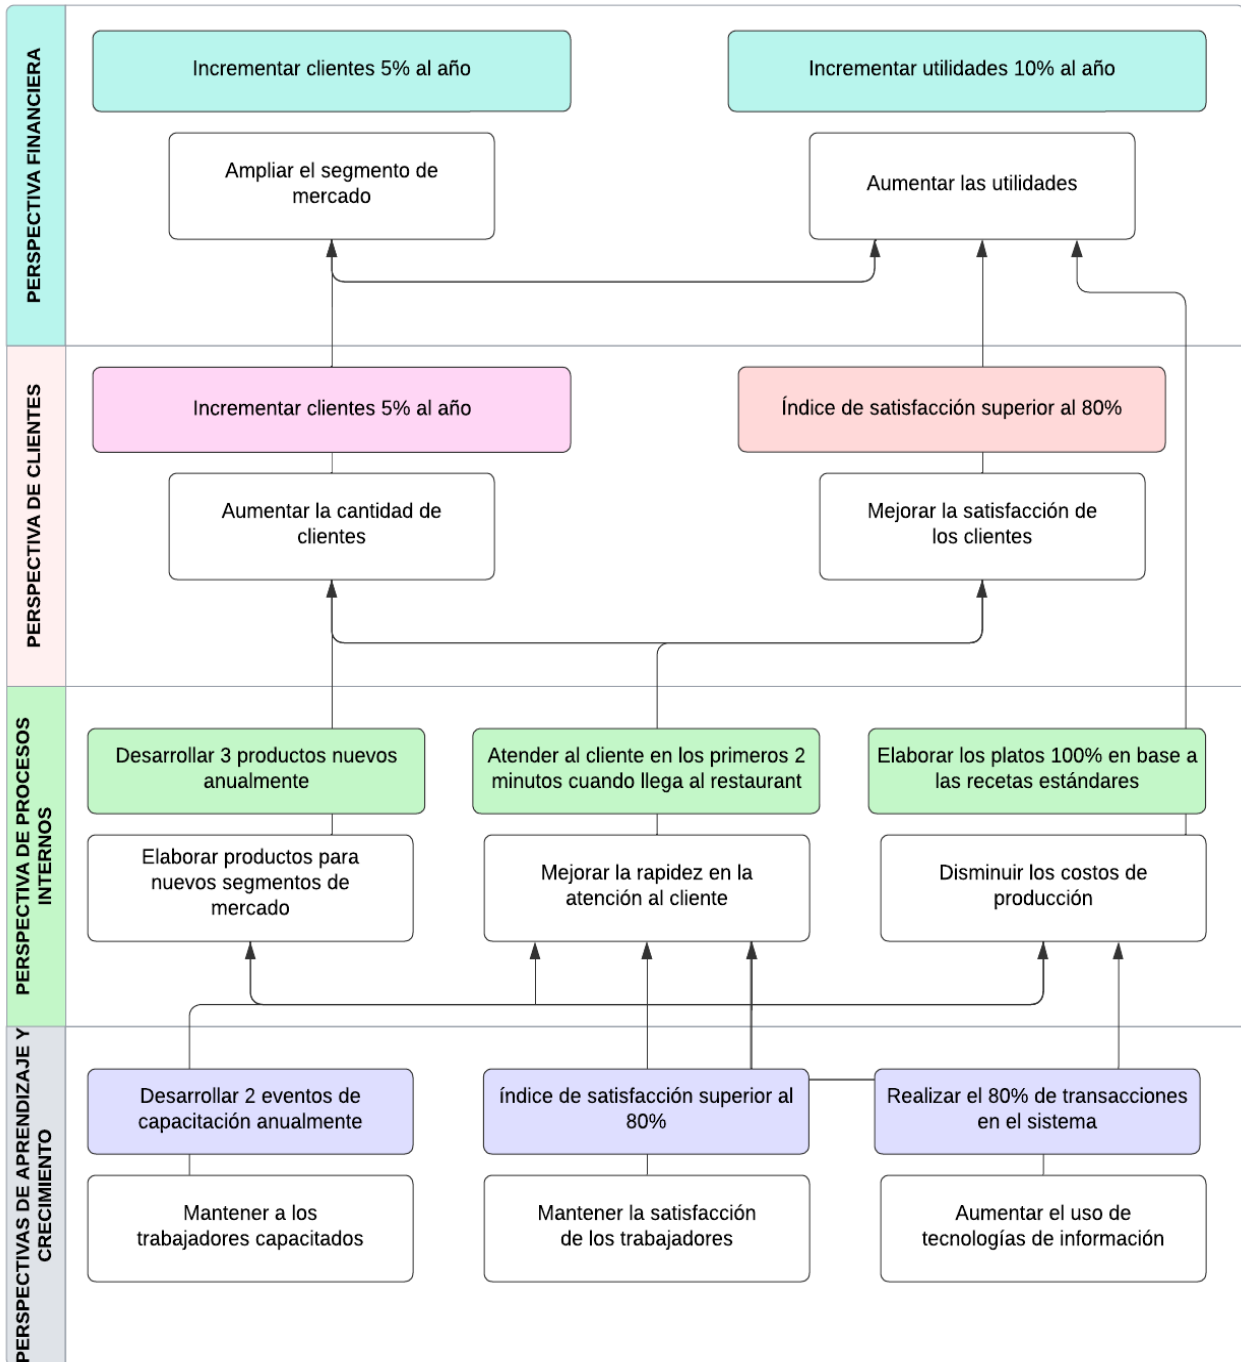 PERSPECTIVA FINANCIERA
Incrementar clientes 5% al año
Incrementar utilidades 10% al año
Ampliar el segmento de
mercado
Aumentar las utilidades
PERSPECTIVA DE CLIENTES
Incrementar clientes 5% al año
Índice de satisfacción superior al 80%
Aumentar la cantidad de
clientes
Mejorar la satisfacción de
los clientes
PERSPECTIVA DE PROCESOS
INTERNOS
Desarrollar 3 productos nuevos
anualmente
Atender al cliente en los primeros 2
minutos cuando llega al restaurant
Elaborar los platos 100% en base a
las recetas estándares
Elaborar productos para
nuevos segmentos de
mercado
Mejorar la rapidez en la
atención al cliente
Disminuir los costos de
producción
PERSPECTIVAS DE APRENDIZAJE Y
CRECIMIENTO
Desarrollar 2 eventos de
capacitación anualmente
índice de satisfacción superior al
80%
Realizar el 80% de transacciones
en el sistema
Mantener a los
trabajadores capacitados
Mantener la satisfacción
de los trabajadores
Aumentar el uso de
tecnologías de información